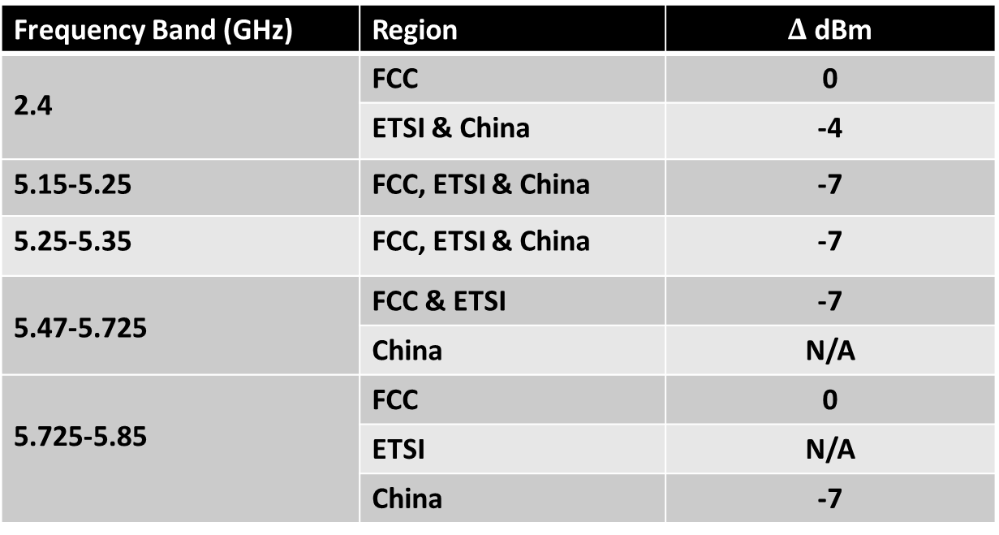 Frequency Band (GHz) Region Δ dBm
2.4 FCC 0
ETSI & China -4
5.15-5.25 FCC, ETSI & China -7
5.25-5.35 FCC, ETSI & China -7
5.47-5.725 FCC & ETSI -7
China N/A
5.725-5.85 FCC 0
ETSI N/A
China -7